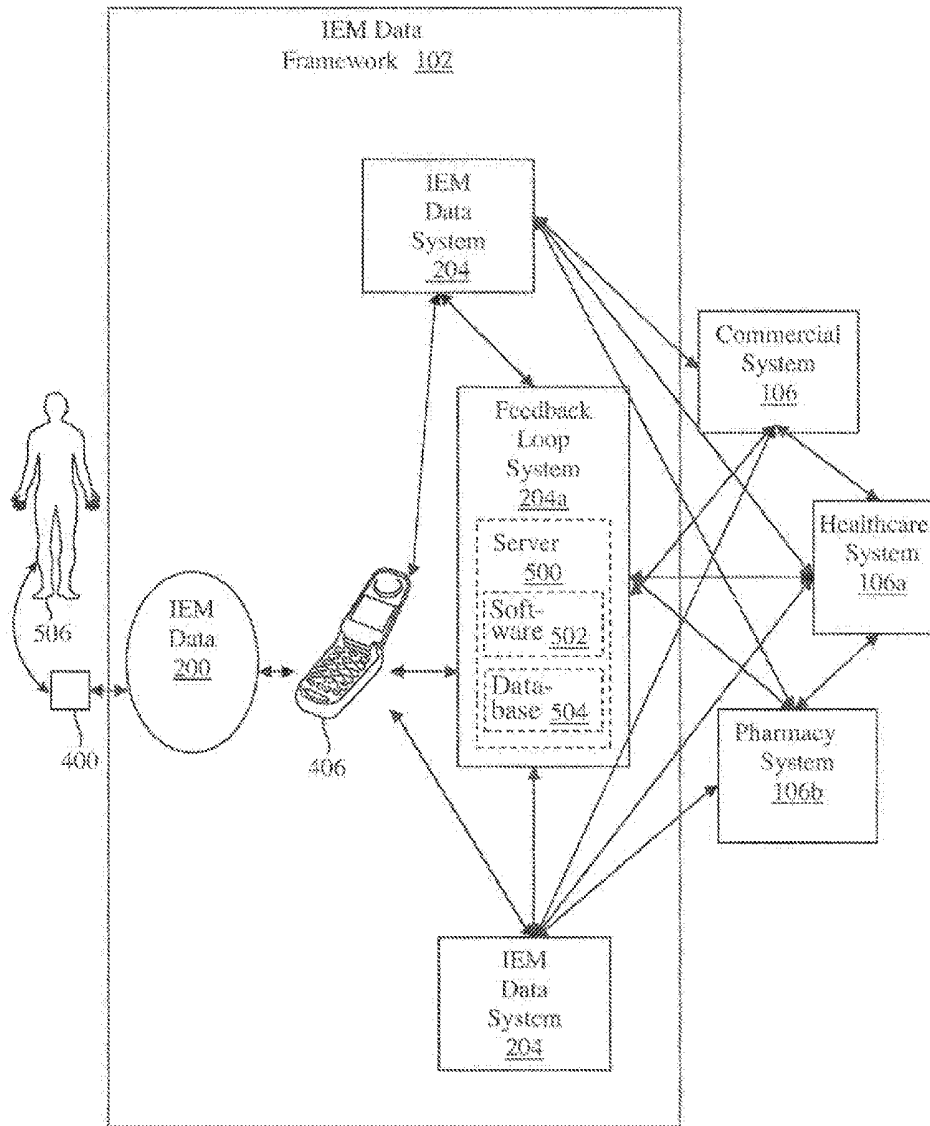 IEM Data
Framework 102
IEM
Data
System
204
Commercial
System
106
Feedback
Loop
System
204a
Server
500
Soft-
ware 502
Data-
base 504
Healthcare
System
106a
506
IEM
Data
200
400
406
Pharmacy
System
106b
IEM
Data
System
204